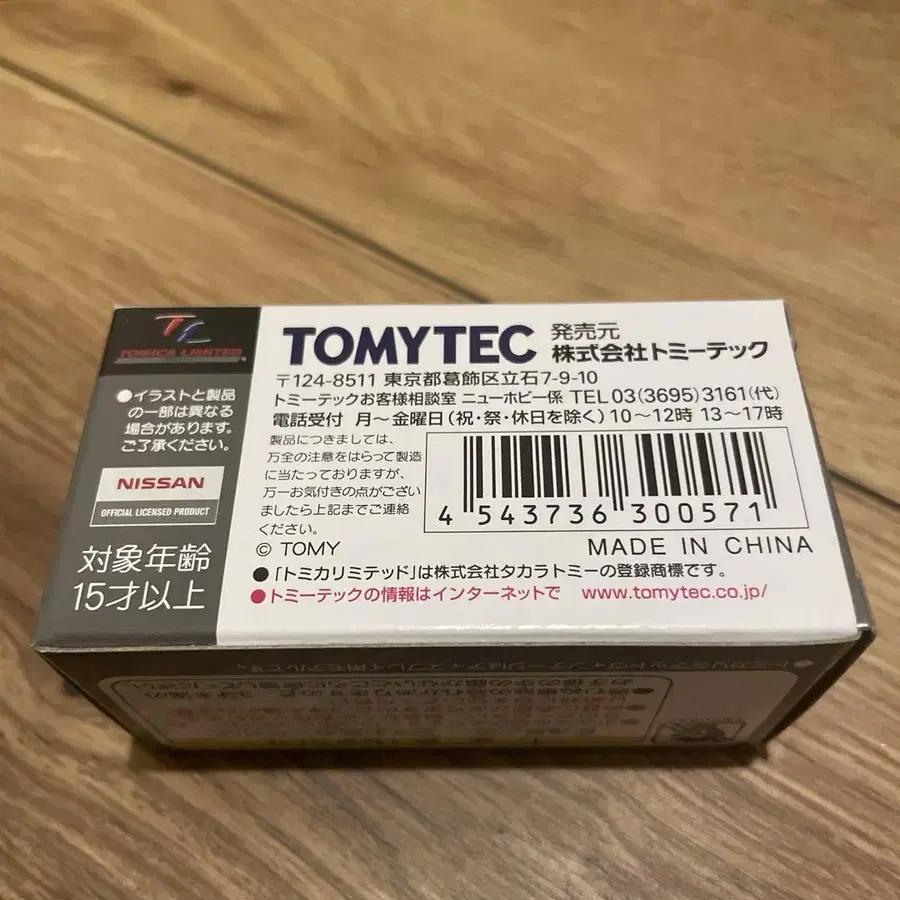 TOMICA LIMITED
●イラストと製品
の一部は異なる
場合があります。
ご了承ください。
NISSAN
OFFICIAL LICENSED PRODUCT
対象年齢
15才以上
TOMYTEC 発売元
株式会社トミーテック
〒124-8511 東京都葛飾区立石7-9-10
トミーテックお客様相談室 ニューホビー係 TEL 03(3695)3161(代)
電話受付 月〜金曜日(祝・祭・休日を除く)10〜12時 13〜17時
製品につきましては、
万全の注意をはらって製造
に当たっておりますが、
万一お気付きの点がござい
ましたら上記までご連絡
ください。
4 543736 300571
© TOMY MADE IN CHINA
●「トミカリミテッド」は株式会社タカラトミーの登録商標です。
●トミーテックの情報はインターネットで www.tomytec.co.jp/